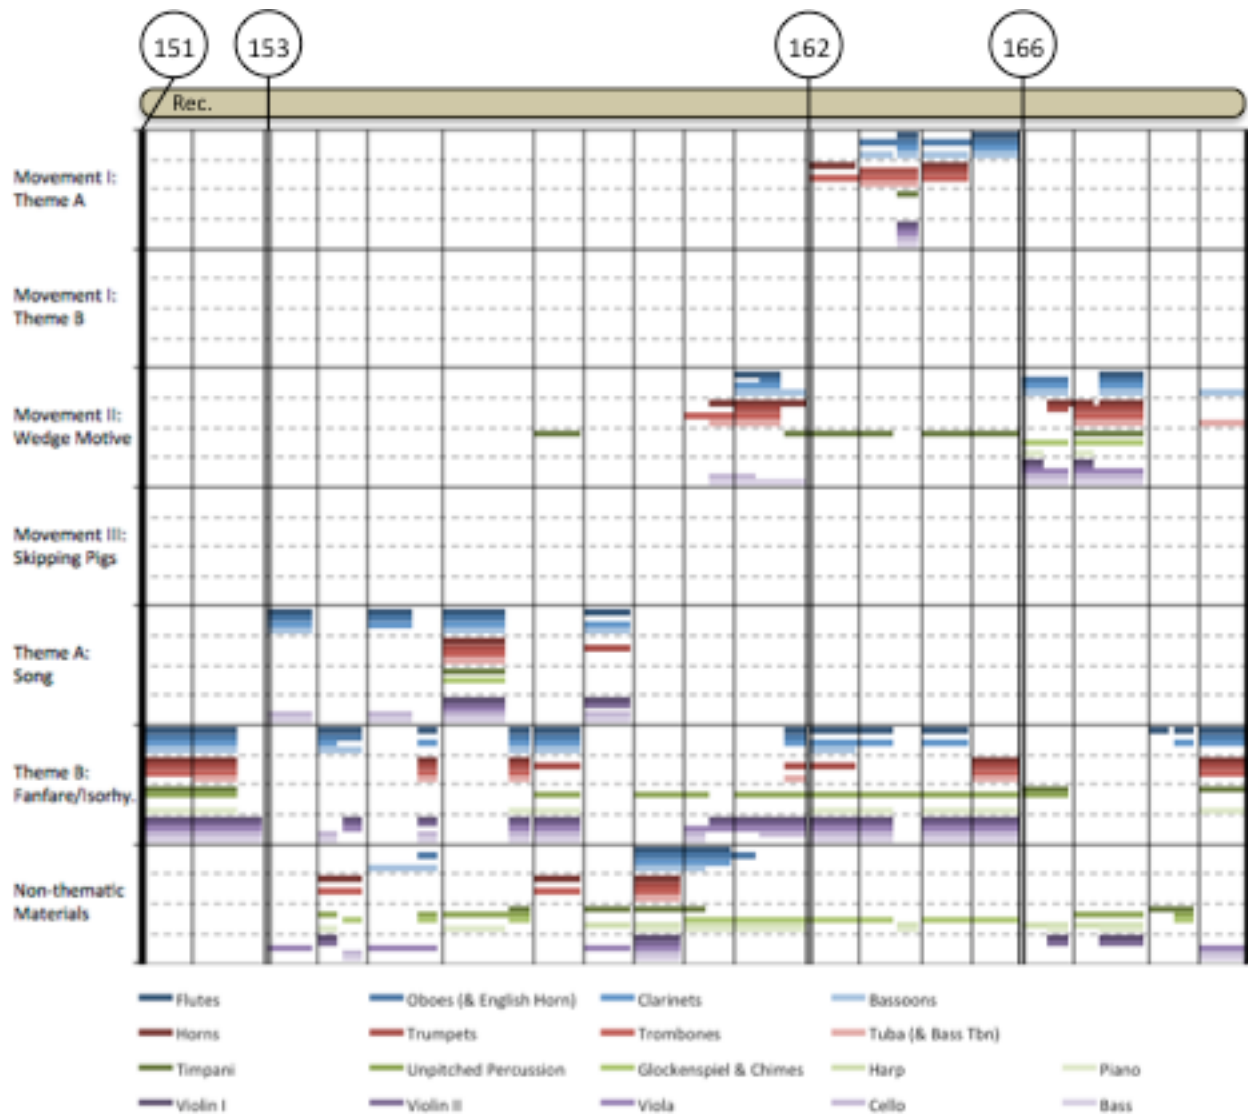 151 153 162 166
Rec.
Movement I:
Theme A
Movement I:
Theme B
Movement II:
Wedge Motive
Movement III:
Skipping Pigs
Theme A:
Song
Theme B:
Fanfare/Isorhy.
Non-thematic
Materials
Flutes Oboes (& English Horn) Clarinets Bassoons
Horns Trumpets Trombones Tuba (& Bass Tbn)
Timpani Unpitched Percussion Glockenspiel & Chimes Harp Piano
Violin I Violin II Viola Cello Bass